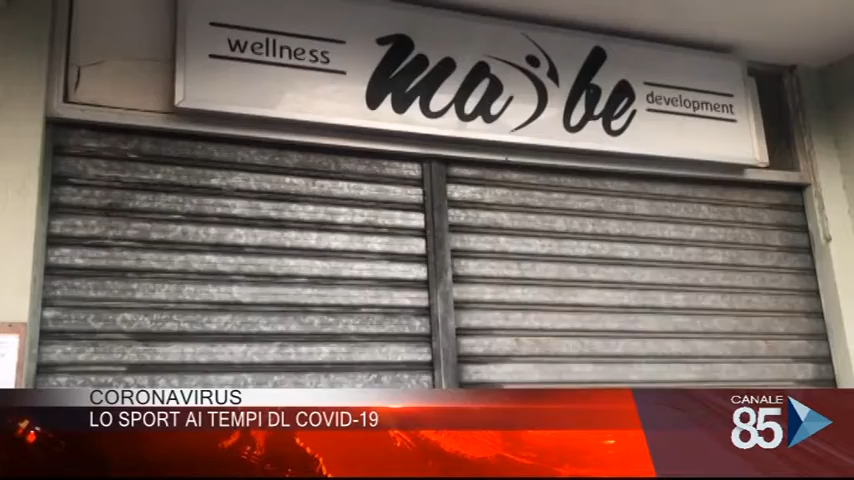 wellness
ma be
development
CORONAVIRUS
LO SPORT AI TEMPI DL COVID-19
CANALE
85